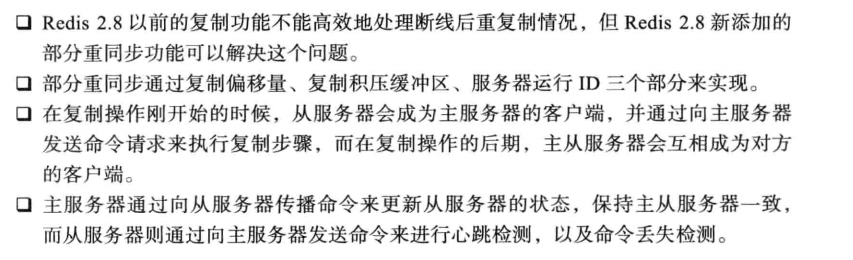 ❑ Redis 2.8 以前的复制功能不能高效地处理断线后重复制情况，但 Redis 2.8 新添加的
部分重同步功能可以解决这个问题。
❑ 部分重同步通过复制偏移量、复制积压缓冲区、服务器运行 ID 三个部分来实现。
❑ 在复制操作刚开始的时候，从服务器会成为主服务器的客户端，并通过向主服务器
发送命令请求来执行复制步骤，而在复制操作的后期，主从服务器会互相成为对方
的客户端。
❑ 主服务器通过向从服务器传播命令来更新从服务器的状态，保持主从服务器一致，
而从服务器则通过向主服务器发送命令来进行心跳检测，以及命令丢失检测。